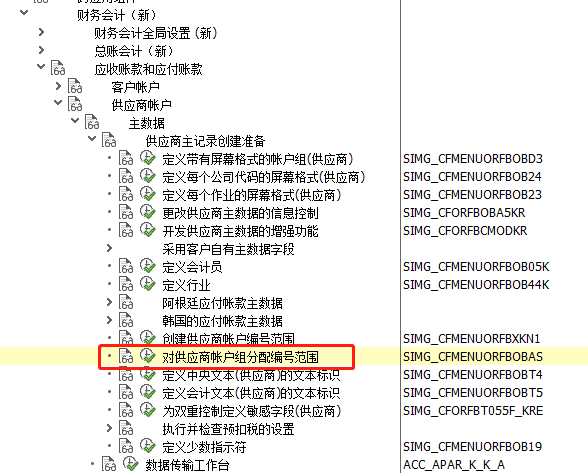 财务会计（新）
财务会计全局设置（新）
总账会计（新）
应收账款和应付账款
客户帐户
供应商帐户
主数据
供应商主记录创建准备
定义带有屏幕格式的帐户组(供应商) SIMG_CFMENUORFBOBD3
定义每个公司代码的屏幕格式(供应商) SIMG_CFMENUORFBOB24
定义每个作业的屏幕格式(供应商) SIMG_CFMENUORFBOB23
更改供应商主数据的信息控制 SIMG_CFORFBOBA5KR
开发供应商主数据的增强功能 SIMG_CFORFBCMODKR
采用客户自有主数据字段
定义会计员 SIMG_CFMENUORFBOB05K
定义行业 SIMG_CFMENUORFBOB44K
阿根廷应付帐款主数据
韩国的应付帐款主数据
创建供应商帐户编号范围 SIMG_CFMENUORFBXKN1
对供应商帐户组分配编号范围 SIMG_CFMENUORFBOBAS
定义中央文本(供应商)的文本标识 SIMG_CFMENUORFBOBT4
定义会计文本(供应商)的文本标识 SIMG_CFMENUORFBOBT5
为双重控制定义敏感字段(供应商) SIMG_CFORFBT055F_KRE
执行并检查预扣税的设置
定义少数指示符 SIMG_CFMENUORFBOB19
数据传输工作台 ACC_APAR_K_K_A